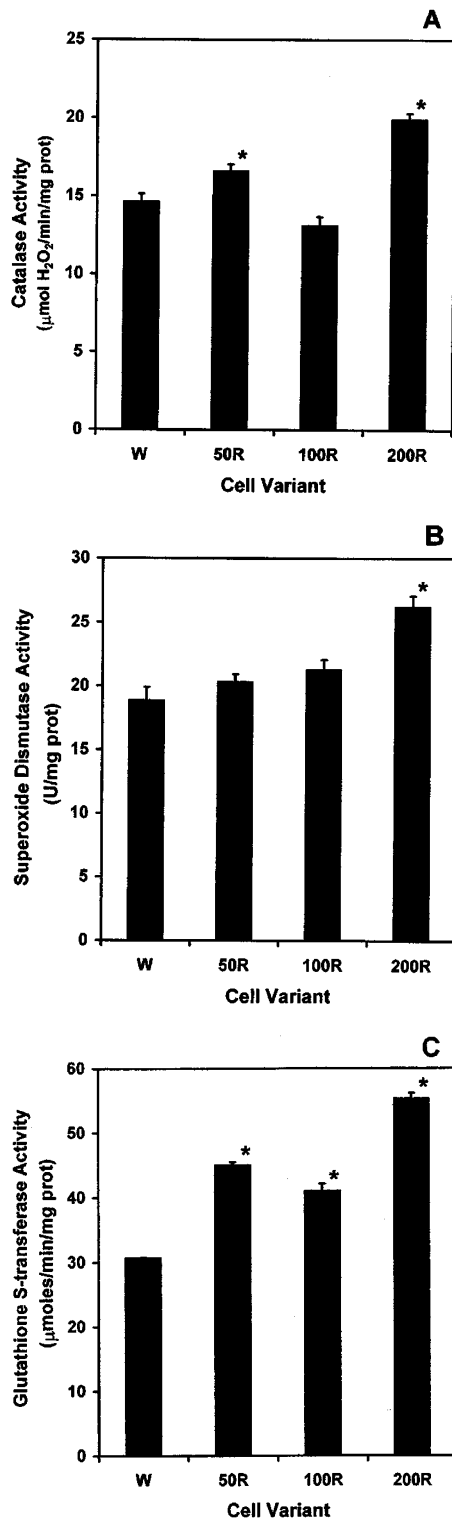 A
Catalase Activity
(μmol H₂O₂/min/mg prot)
25
20
15
10
5
0
*
*
W 50R 100R 200R
Cell Variant
B
Superoxide Dismutase Activity
(U/mg prot)
30
25
20
15
10
5
0
*
W 50R 100R 200R
Cell Variant
C
Glutathione S-transferase Activity
(μmoles/min/mg prot)
60
50
40
30
20
10
0
*
*
*
W 50R 100R 200R
Cell Variant